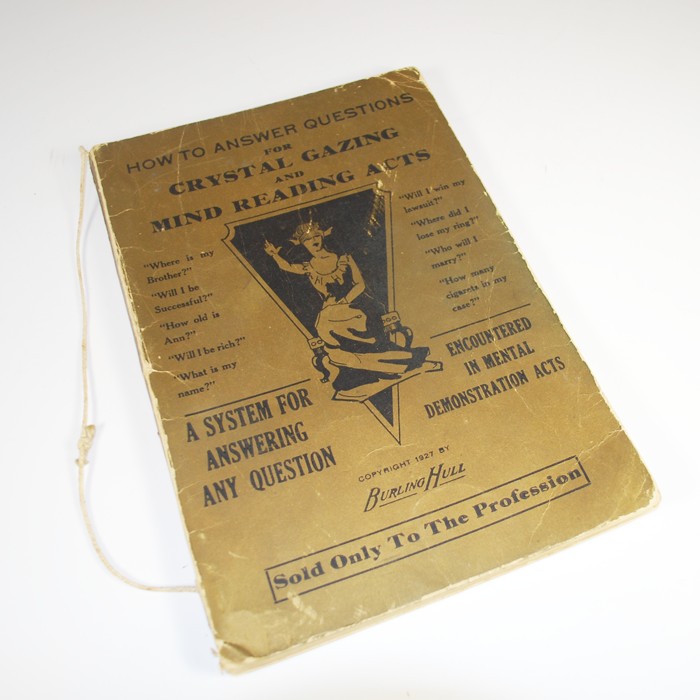 HOW TO ANSWER QUESTIONS
FOR
CRYSTAL GAZING
AND
MIND READING ACTS
"Where is my
Brother?"
"Will I be
Successful?"
"How old is
Ann?"
"Will I be rich?"
"What is my
name?"
"Will I win my
lawsuit?"
"Where did I
lose my ring?"
"Who will I
marry?"
"How many
cigarets in my
case?"
A SYSTEM FOR
ANSWERING
ANY QUESTION
ENCOUNTERED
IN MENTAL
DEMONSTRATION ACTS
COPYRIGHT 1927 BY
BURLING HULL
Sold Only To The Profession